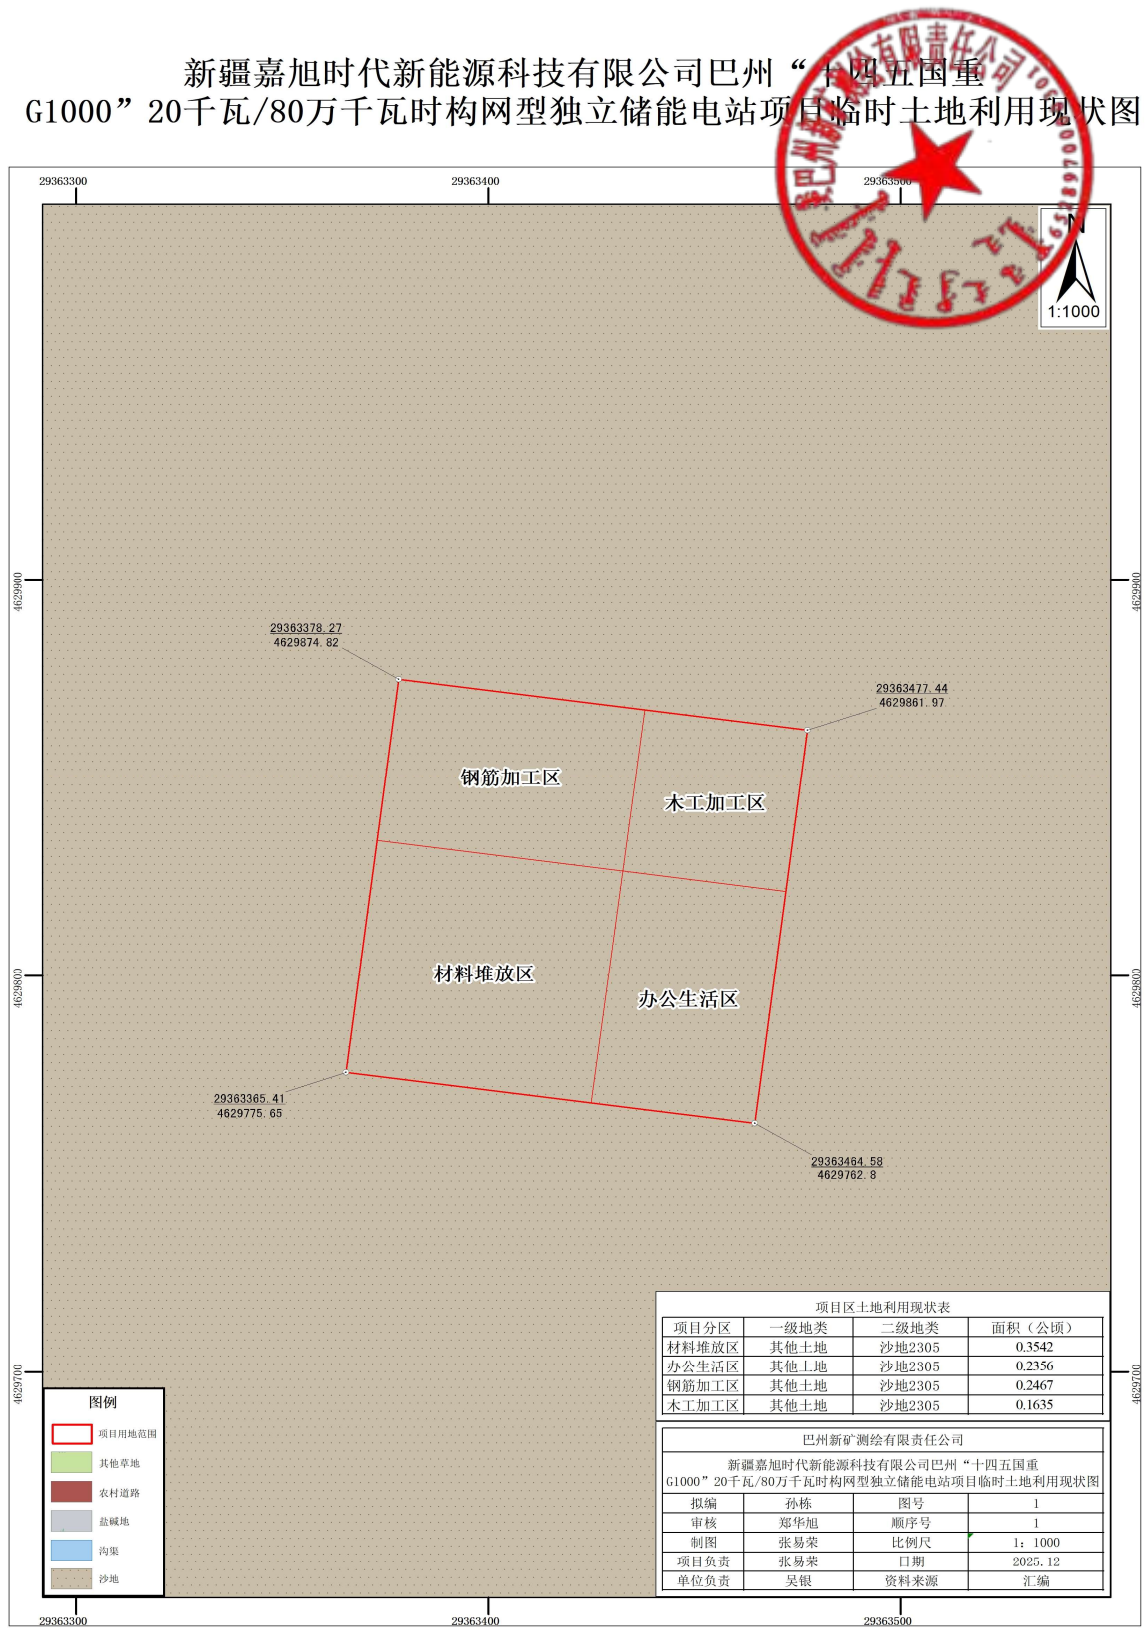 新疆嘉旭时代新能源科技有限公司巴州“十四五国重
G1000”20千瓦/80万千瓦时构网型独立储能电站项目临时土地利用现状图
29363300
29363400
29363500
N
1:1000
4629900
4629900
29363378.27
4629874.82
29363477.44
4629861.97
钢筋加工区
木工加工区
材料堆放区
办公生活区
4629800
4629800
29363365.41
4629775.65
29363464.58
4629762.8
4629700
4629700
项目区土地利用现状表
项目分区 一级地类 二级地类 面积（公顷）
材料堆放区 其他土地 沙地2305 0.3542
办公生活区 其他土地 沙地2305 0.2356
钢筋加工区 其他土地 沙地2305 0.2467
木工加工区 其他土地 沙地2305 0.1635
巴州新矿测绘有限责任公司
新疆嘉旭时代新能源科技有限公司巴州“十四五国重
G1000”20千瓦/80万千瓦时构网型独立储能电站项目临时土地利用现状图
拟编 孙栋 图号 1
审核 郑华旭 顺序号 1
制图 张易荣 比例尺 1：1000
项目负责 张易荣 日期 2025.12
单位负责 吴银 资料来源 汇编
图例
项目用地范围
其他草地
农村道路
盐碱地
沟渠
沙地
29363300
29363400
29363500